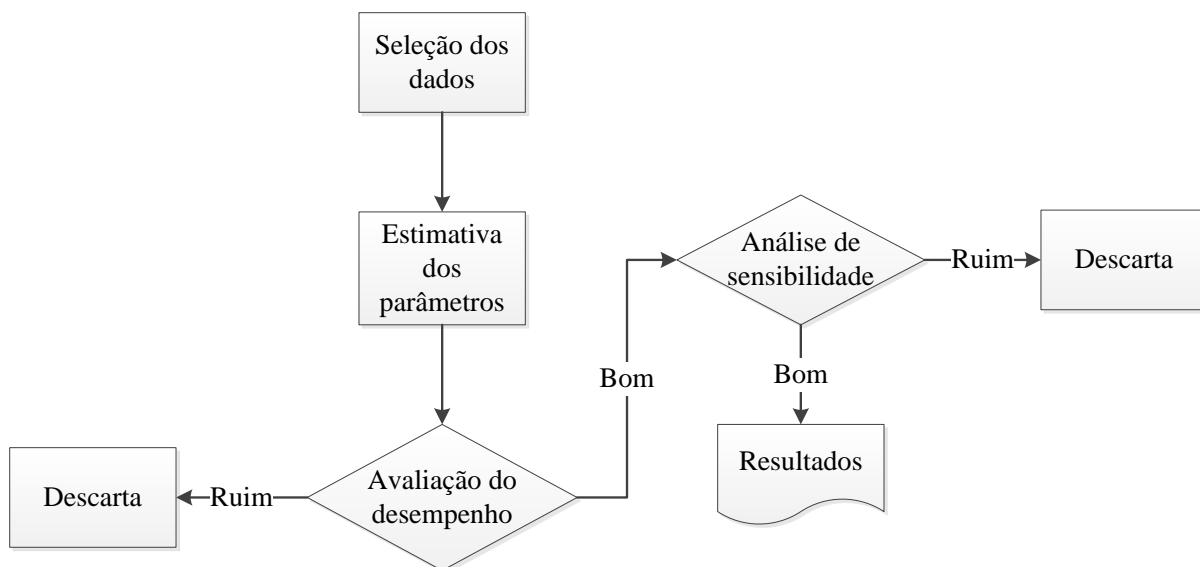 Seleção dos
dados
Estimativa
dos
parâmetros
Avaliação do
desempenho
Ruim
Descarta
Bom
Análise de
sensibilidade
Ruim
Descarta
Bom
Resultados